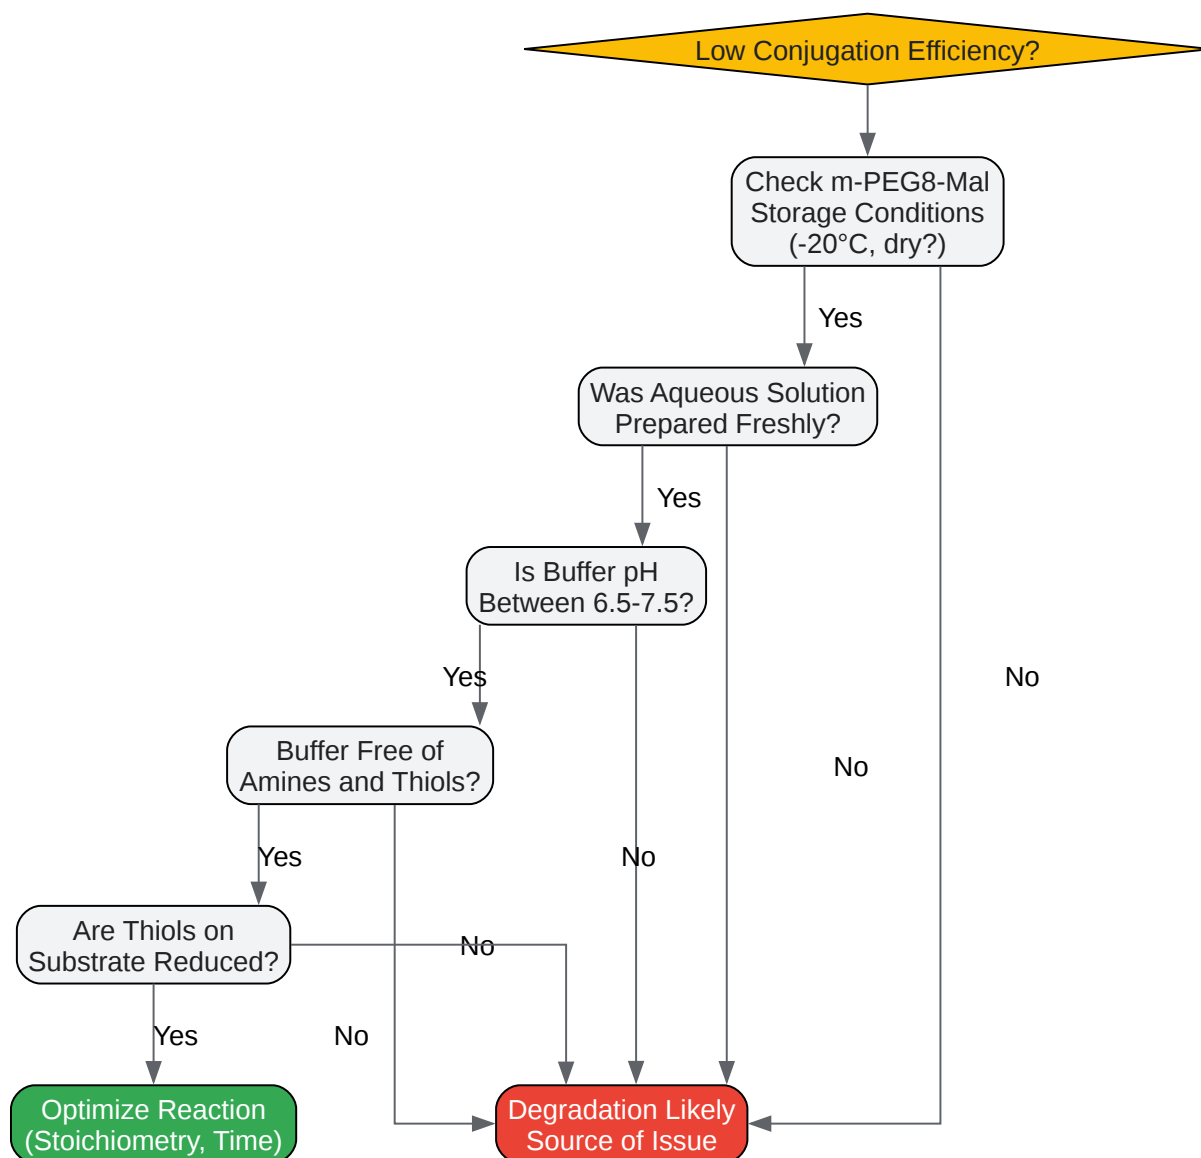 Low Conjugation Efficiency?
Check m-PEG8-Mal
Storage Conditions
(-20°C, dry?)
Yes
Was Aqueous Solution
Prepared Freshly?
Yes
Is Buffer pH
Between 6.5-7.5?
Yes
No
Buffer Free of
Amines and Thiols?
No
Yes
No
Are Thiols on
Substrate Reduced?
No
Yes
No
Optimize Reaction
(Stoichiometry, Time)
Degradation Likely
Source of Issue